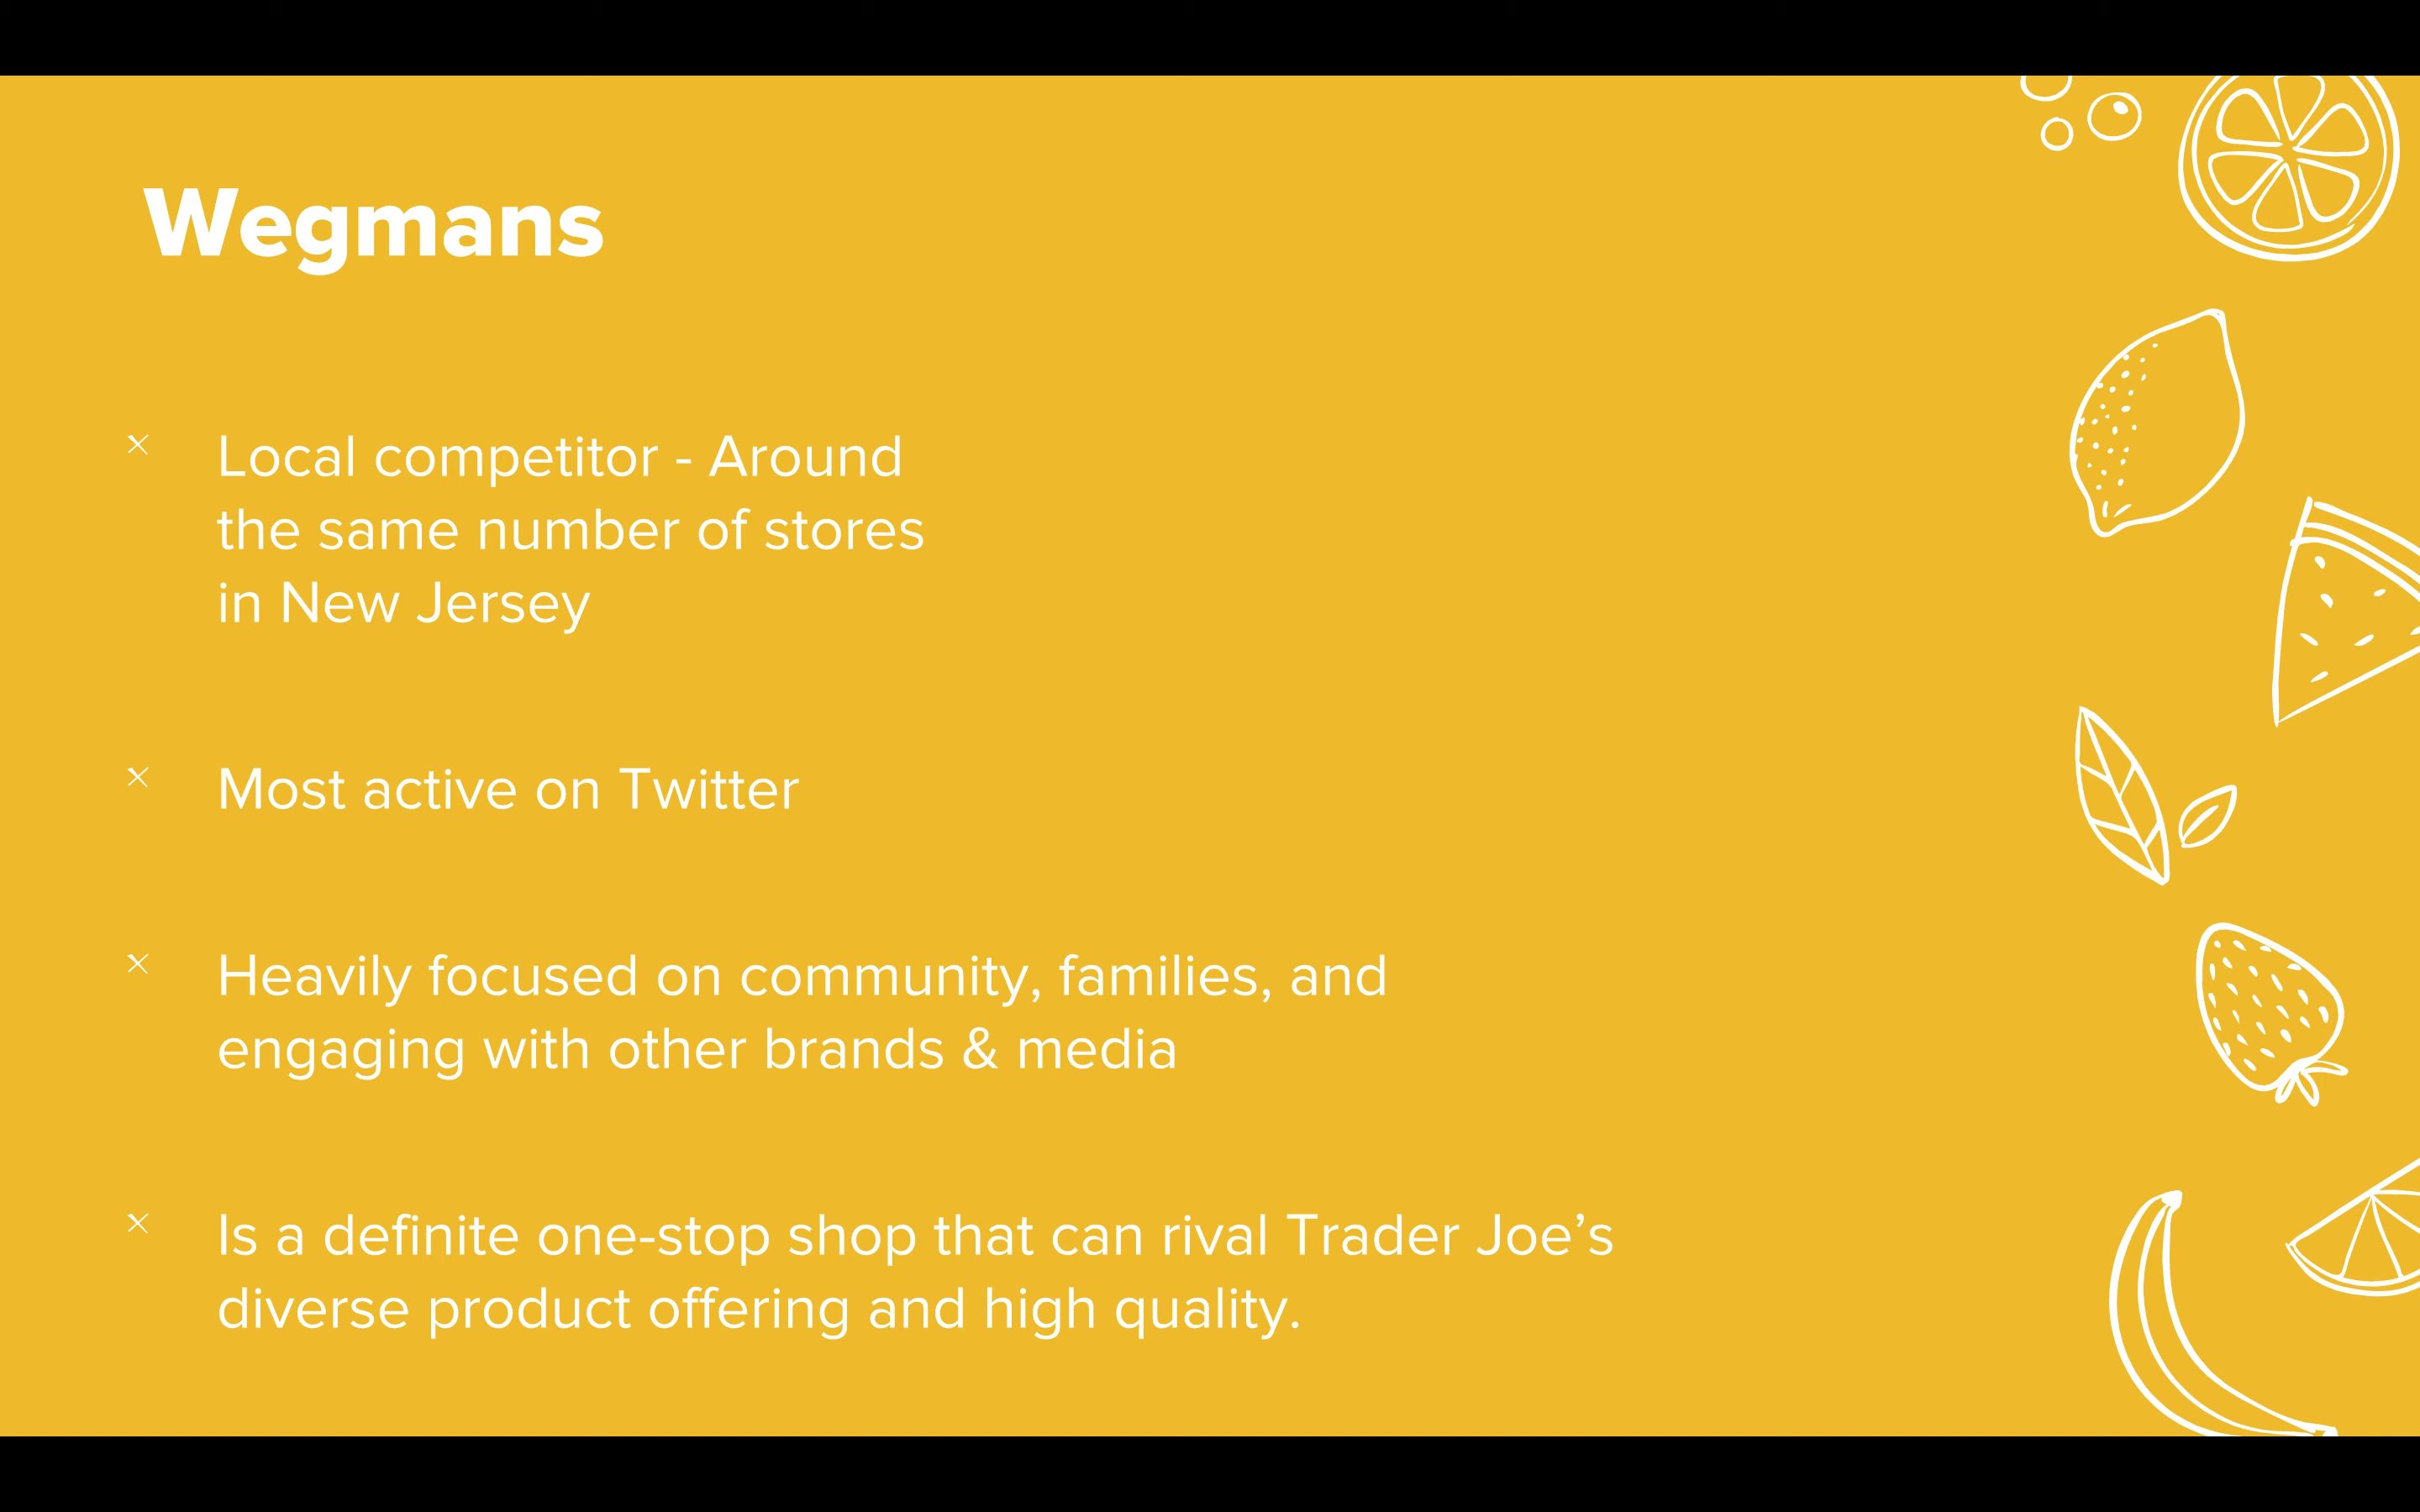 Wegmans
Local competitor - Around
the same number of stores
in New Jersey
Most active on Twitter
Heavily focused on community, families, and
engaging with other brands & media
Is a definite one-stop shop that can rival Trader Joe’s
diverse product offering and high quality.